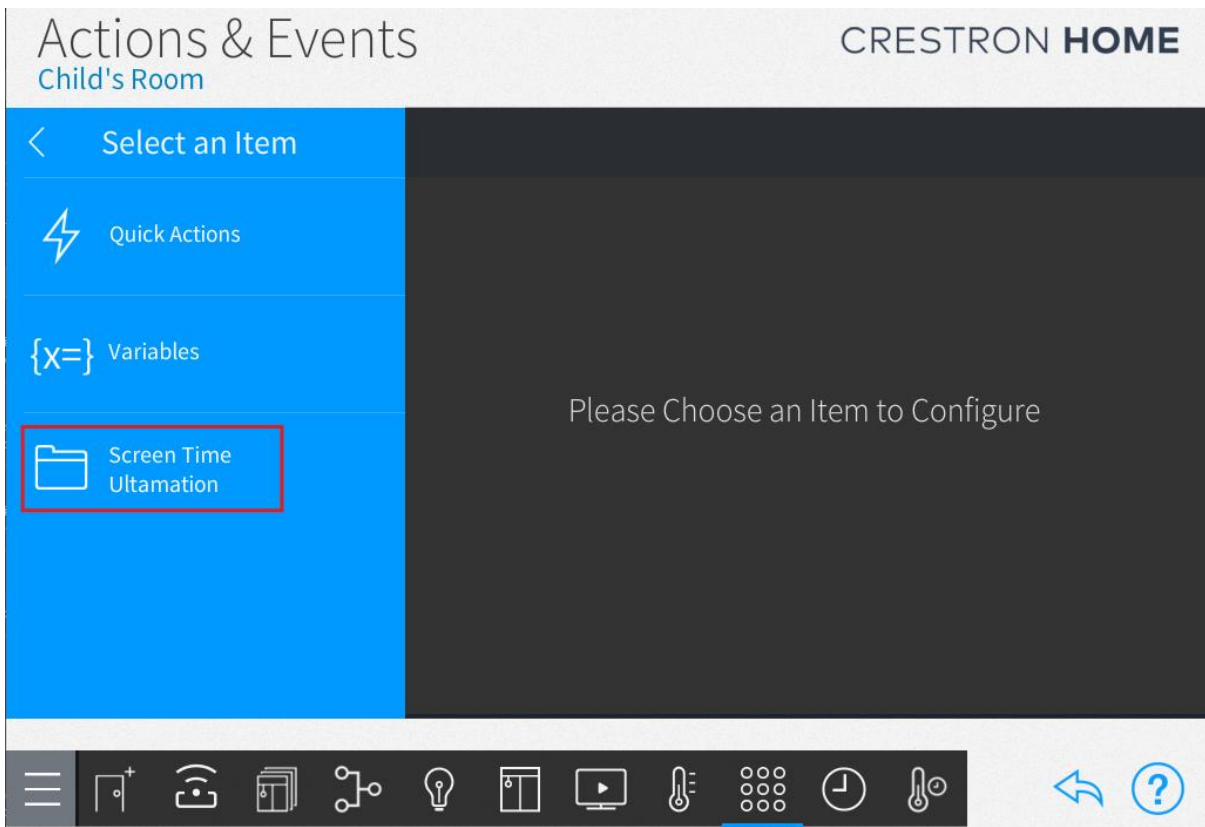 Actions & Events
CRESTRON HOME
Child's Room
Select an Item
Quick Actions
{x=} Variables
Please Choose an Item to Configure
Screen Time
Ultamation
?